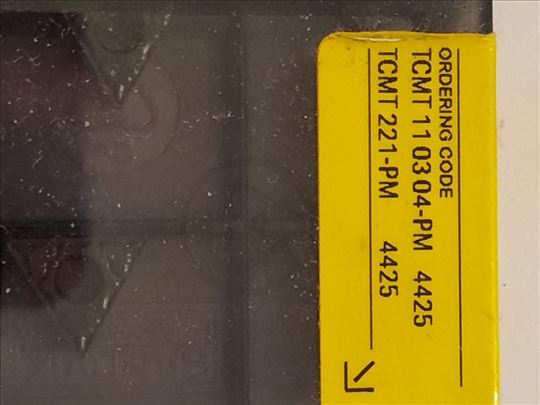 ORDERING CODE
TCMT 11 03 04-PM 4425
TCMT 221-PM 4425